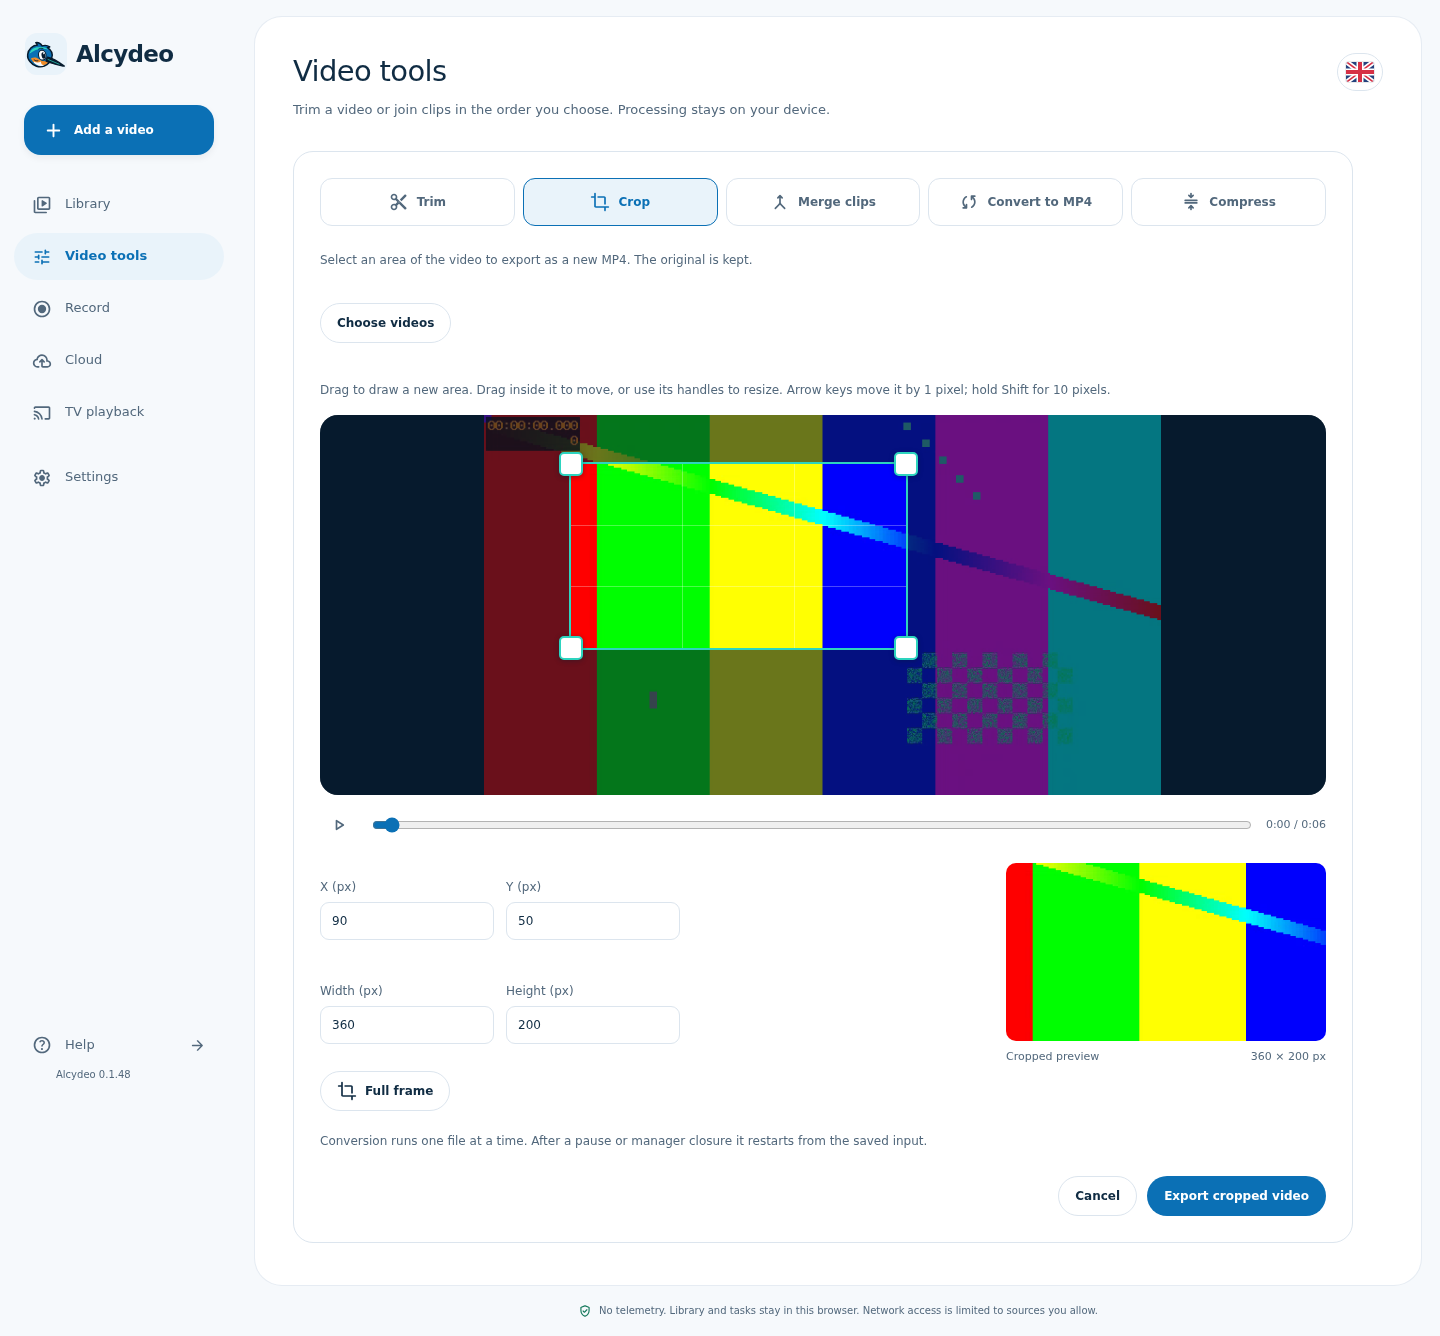 Alcydeo
Add a video
Library
Video tools
Record
Cloud
TV playback
Settings
Help
Alcydeo 0.1.48
Video tools
Trim a video or join clips in the order you choose. Processing stays on your device.
Trim
Crop
Merge clips
Convert to MP4
Compress
Select an area of the video to export as a new MP4. The original is kept.
Choose videos
Drag to draw a new area. Drag inside it to move, or use its handles to resize. Arrow keys move it by 1 pixel; hold Shift for 10 pixels.
00:00:00.000
0
0:00 / 0:06
X (px)
Y (px)
90
50
Width (px)
Height (px)
360
200
Cropped preview
360 × 200 px
Full frame
Conversion runs one file at a time. After a pause or manager closure it restarts from the saved input.
Cancel
Export cropped video
No telemetry. Library and tasks stay in this browser. Network access is limited to sources you allow.